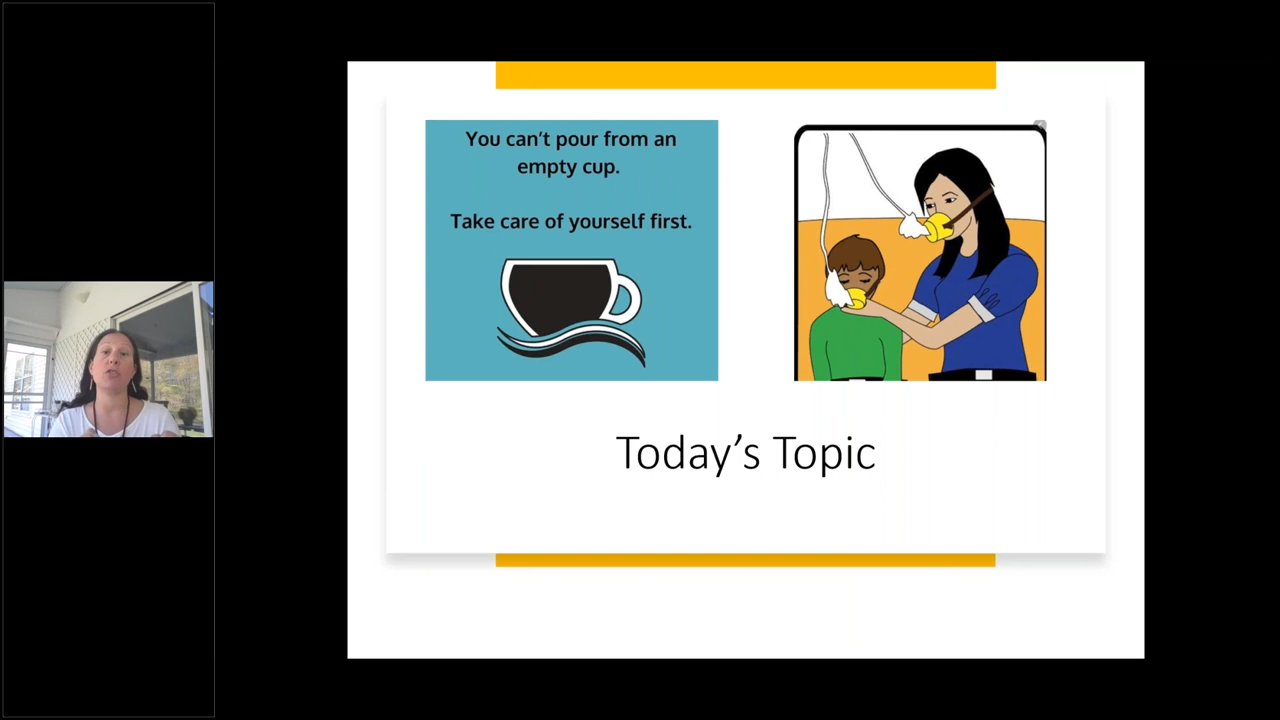 You can't pour from an
empty cup.
Take care of yourself first.
Today's Topic